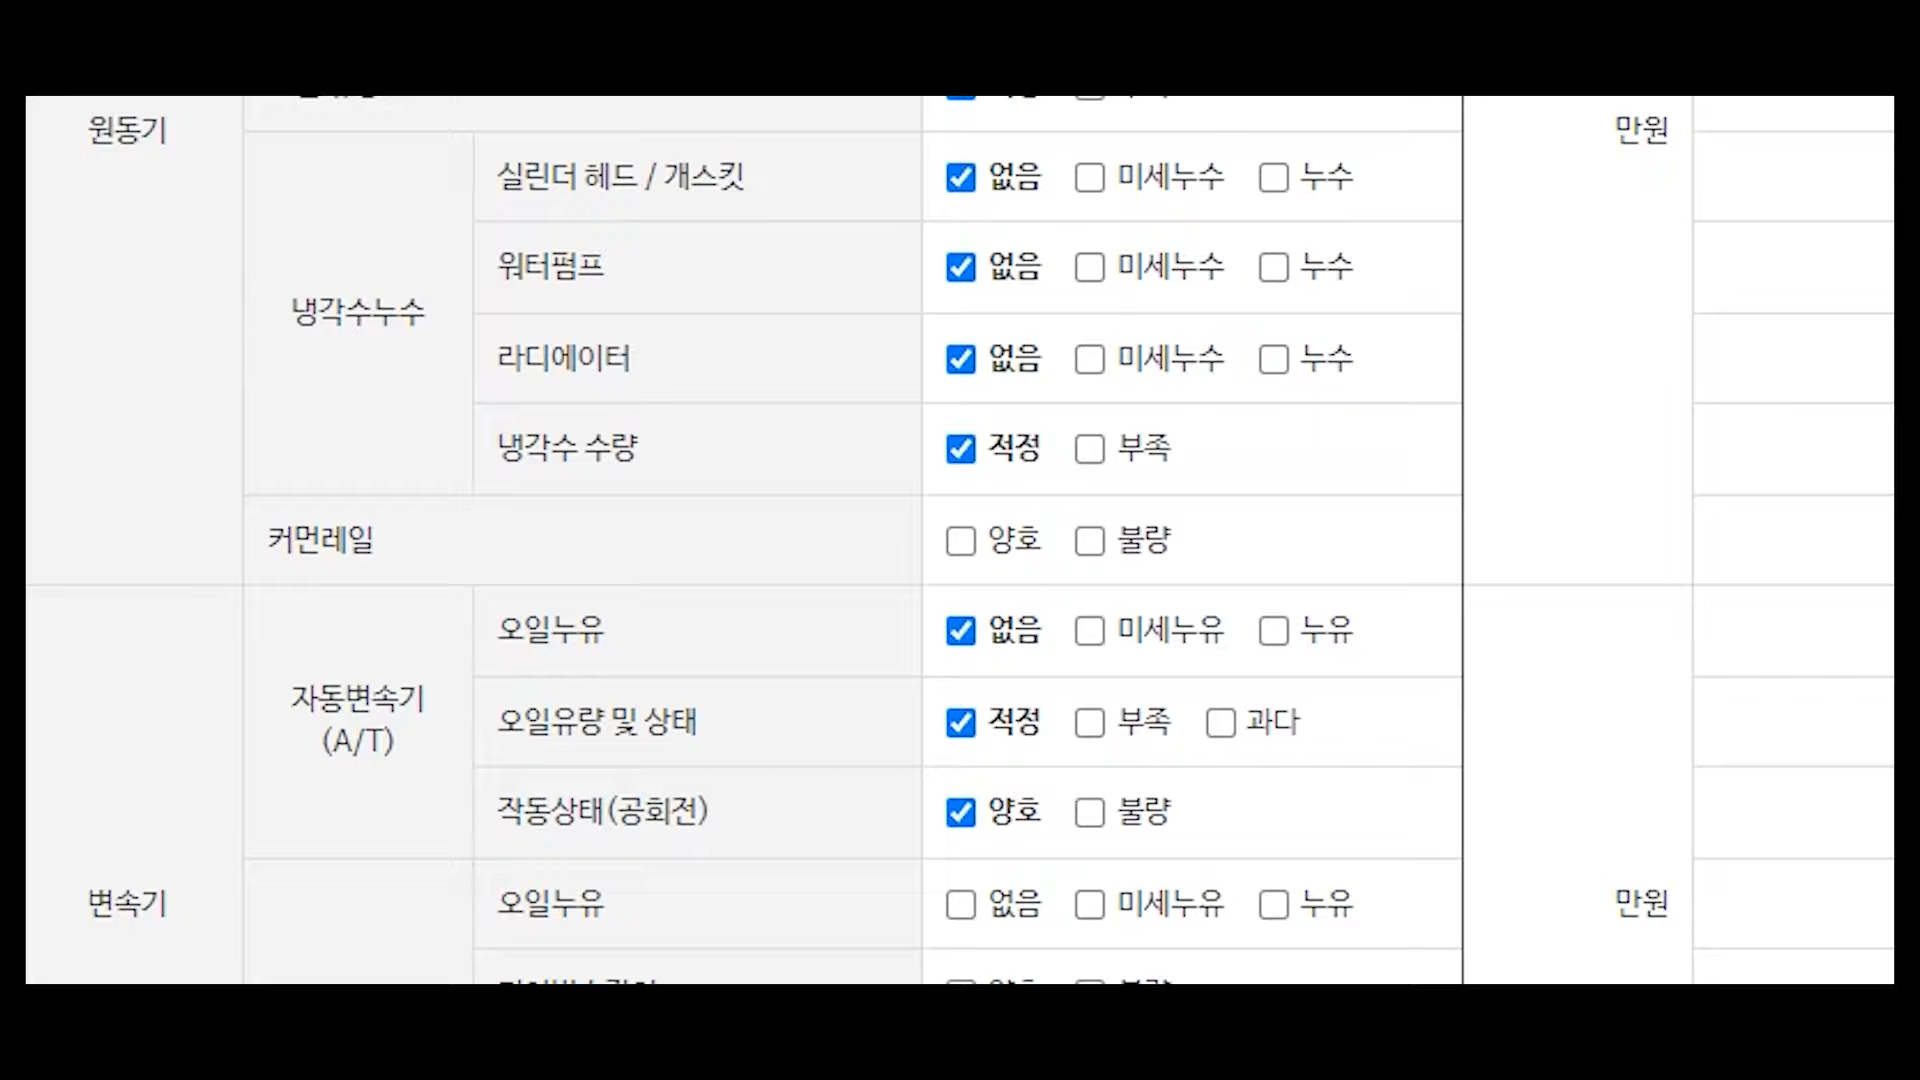 원동기
만원
실린더 헤드 / 개스킷
없음 미세누수 누수
워터펌프
없음 미세누수 누수
냉각수누수
라디에이터
없음 미세누수 누수
냉각수 수량
적정 부족
커먼레일
양호 불량
오일누유
없음 미세누유 누유
자동변속기
(A/T)
오일유량 및 상태
적정 부족 과다
작동상태(공회전)
양호 불량
변속기
오일누유
없음 미세누유 누유
만원